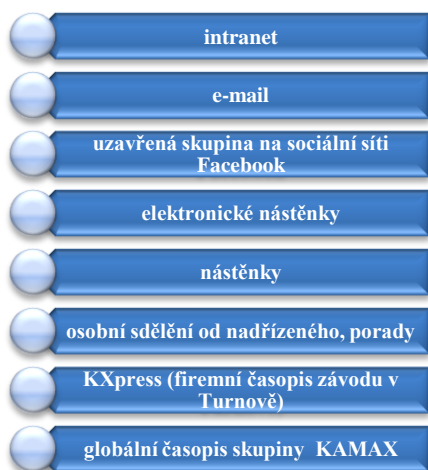 intranet
e-mail
uzavřená skupina na sociální síti
Facebook
elektronické nástěnky
nástěnky
osobní sdělění od nadřízeného, porady
KXpress (firemní časopis závodu v
Turnově)
globální časopis skupiny KAMAX